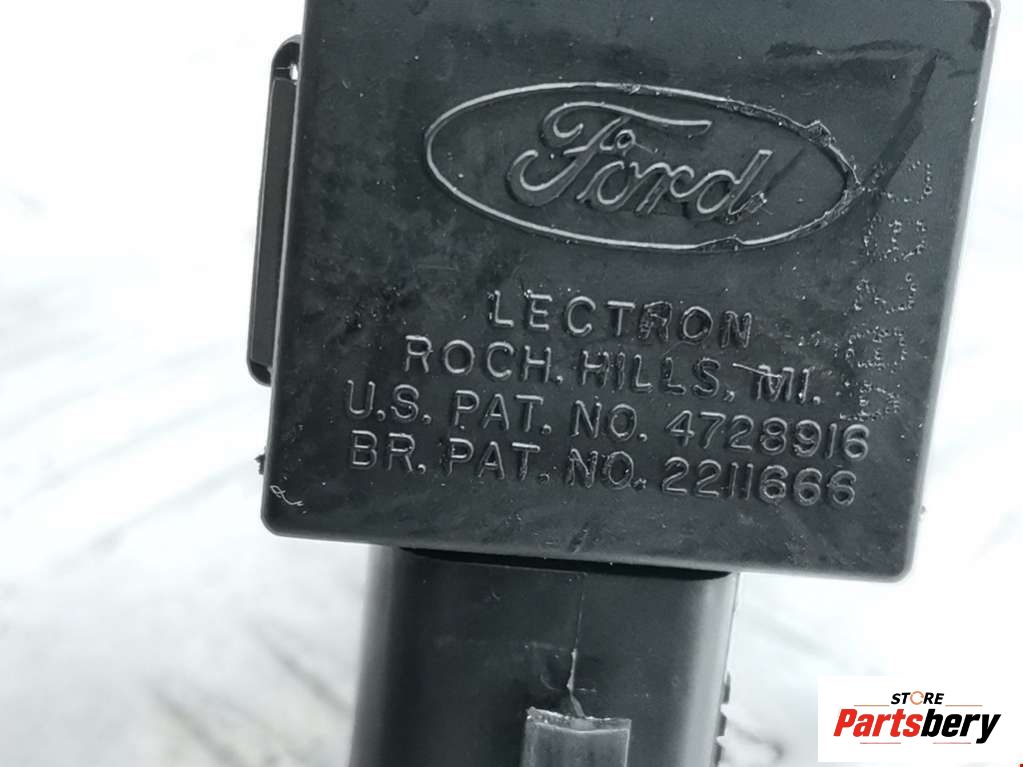 Ford
LECTRON
ROCH. HILLS, MI.
U.S. PAT. NO. 4728916
BR. PAT. NO. 2211666
STORE
Partsbery